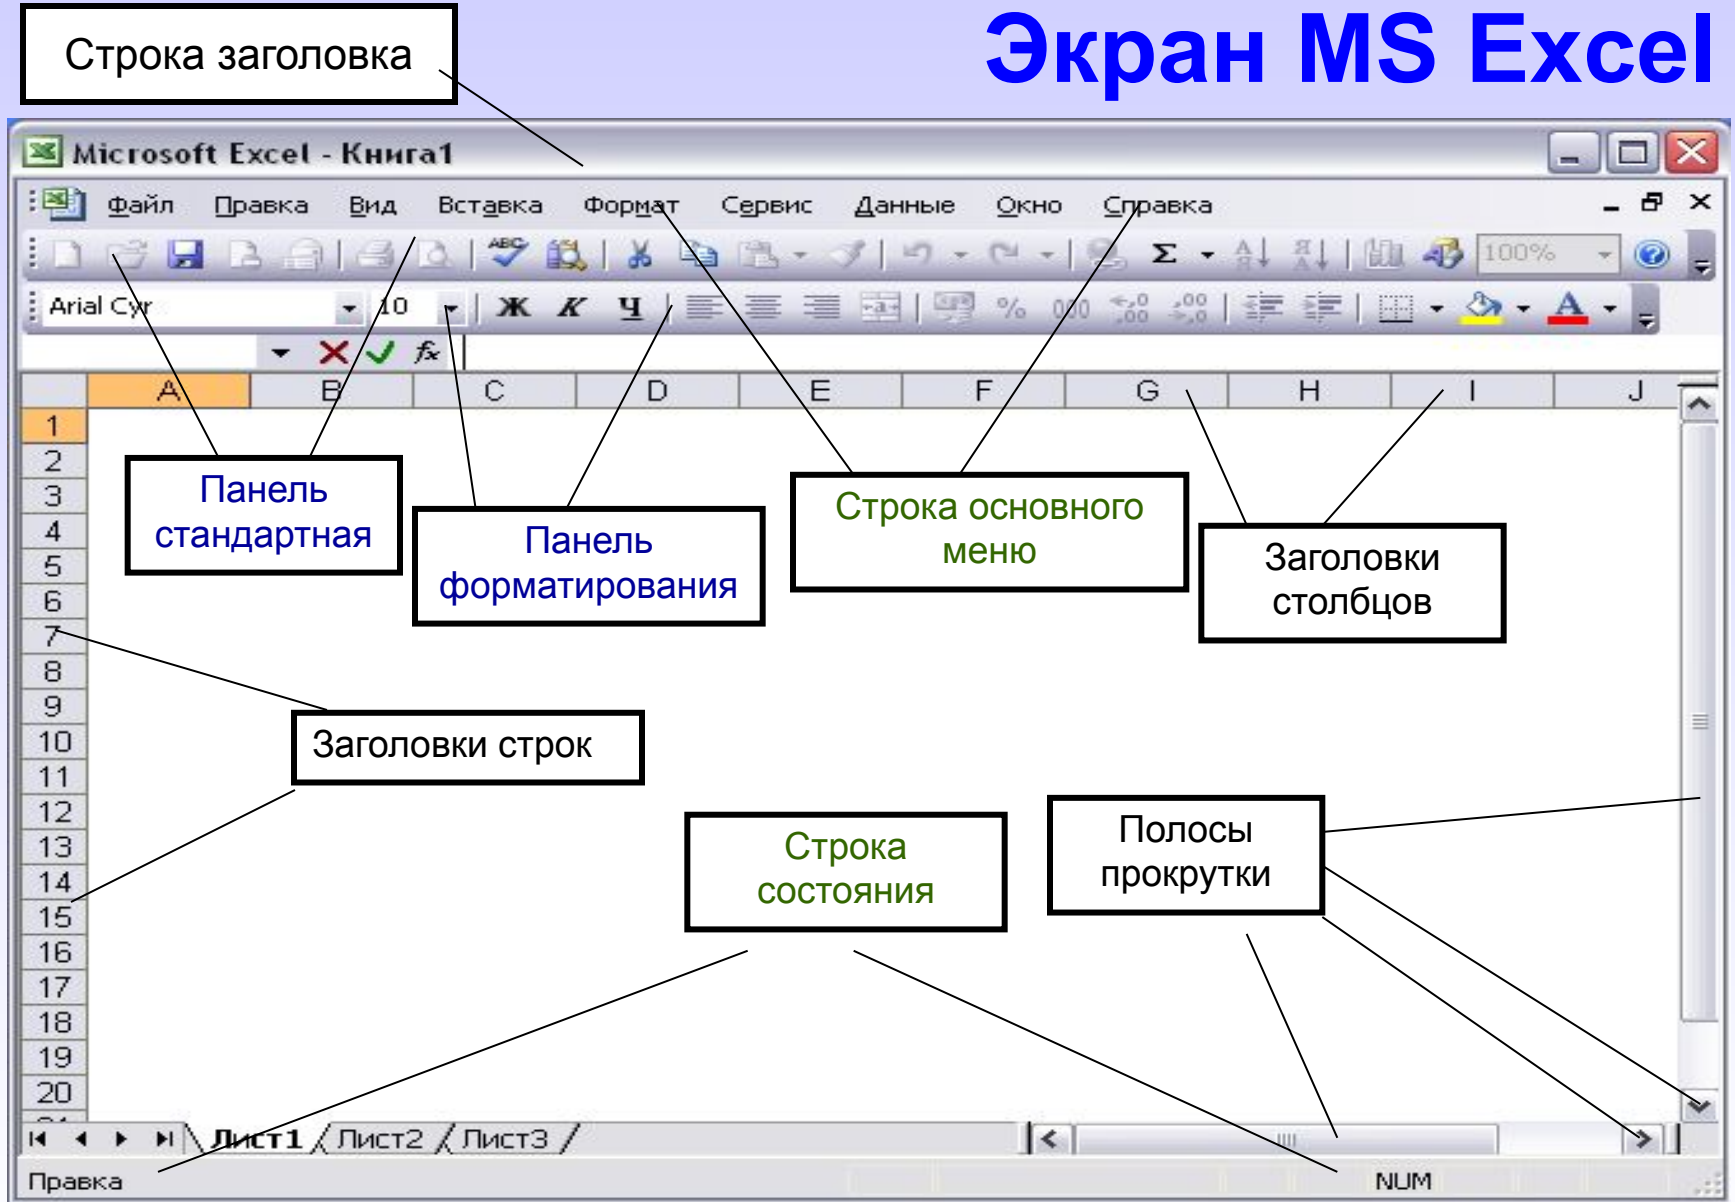 Экран MS Excel
Строка заголовка
Microsoft Excel - Книга1
Файл Правка Вид Вставка Формат Сервис Данные Окно Справка
ABC Σ 100%
Arial Cyr 10 Ж К Ч % 000
fx
A B C D E F G H I J
1
2
3
4
5
6
7
8
9
10
11
12
13
14
15
16
17
18
19
20
Панель
стандартная
Панель
форматирования
Строка основного
меню
Заголовки
столбцов
Заголовки строк
Строка
состояния
Полосы
прокрутки
Лист1 Лист2 Лист3
Правка NUM